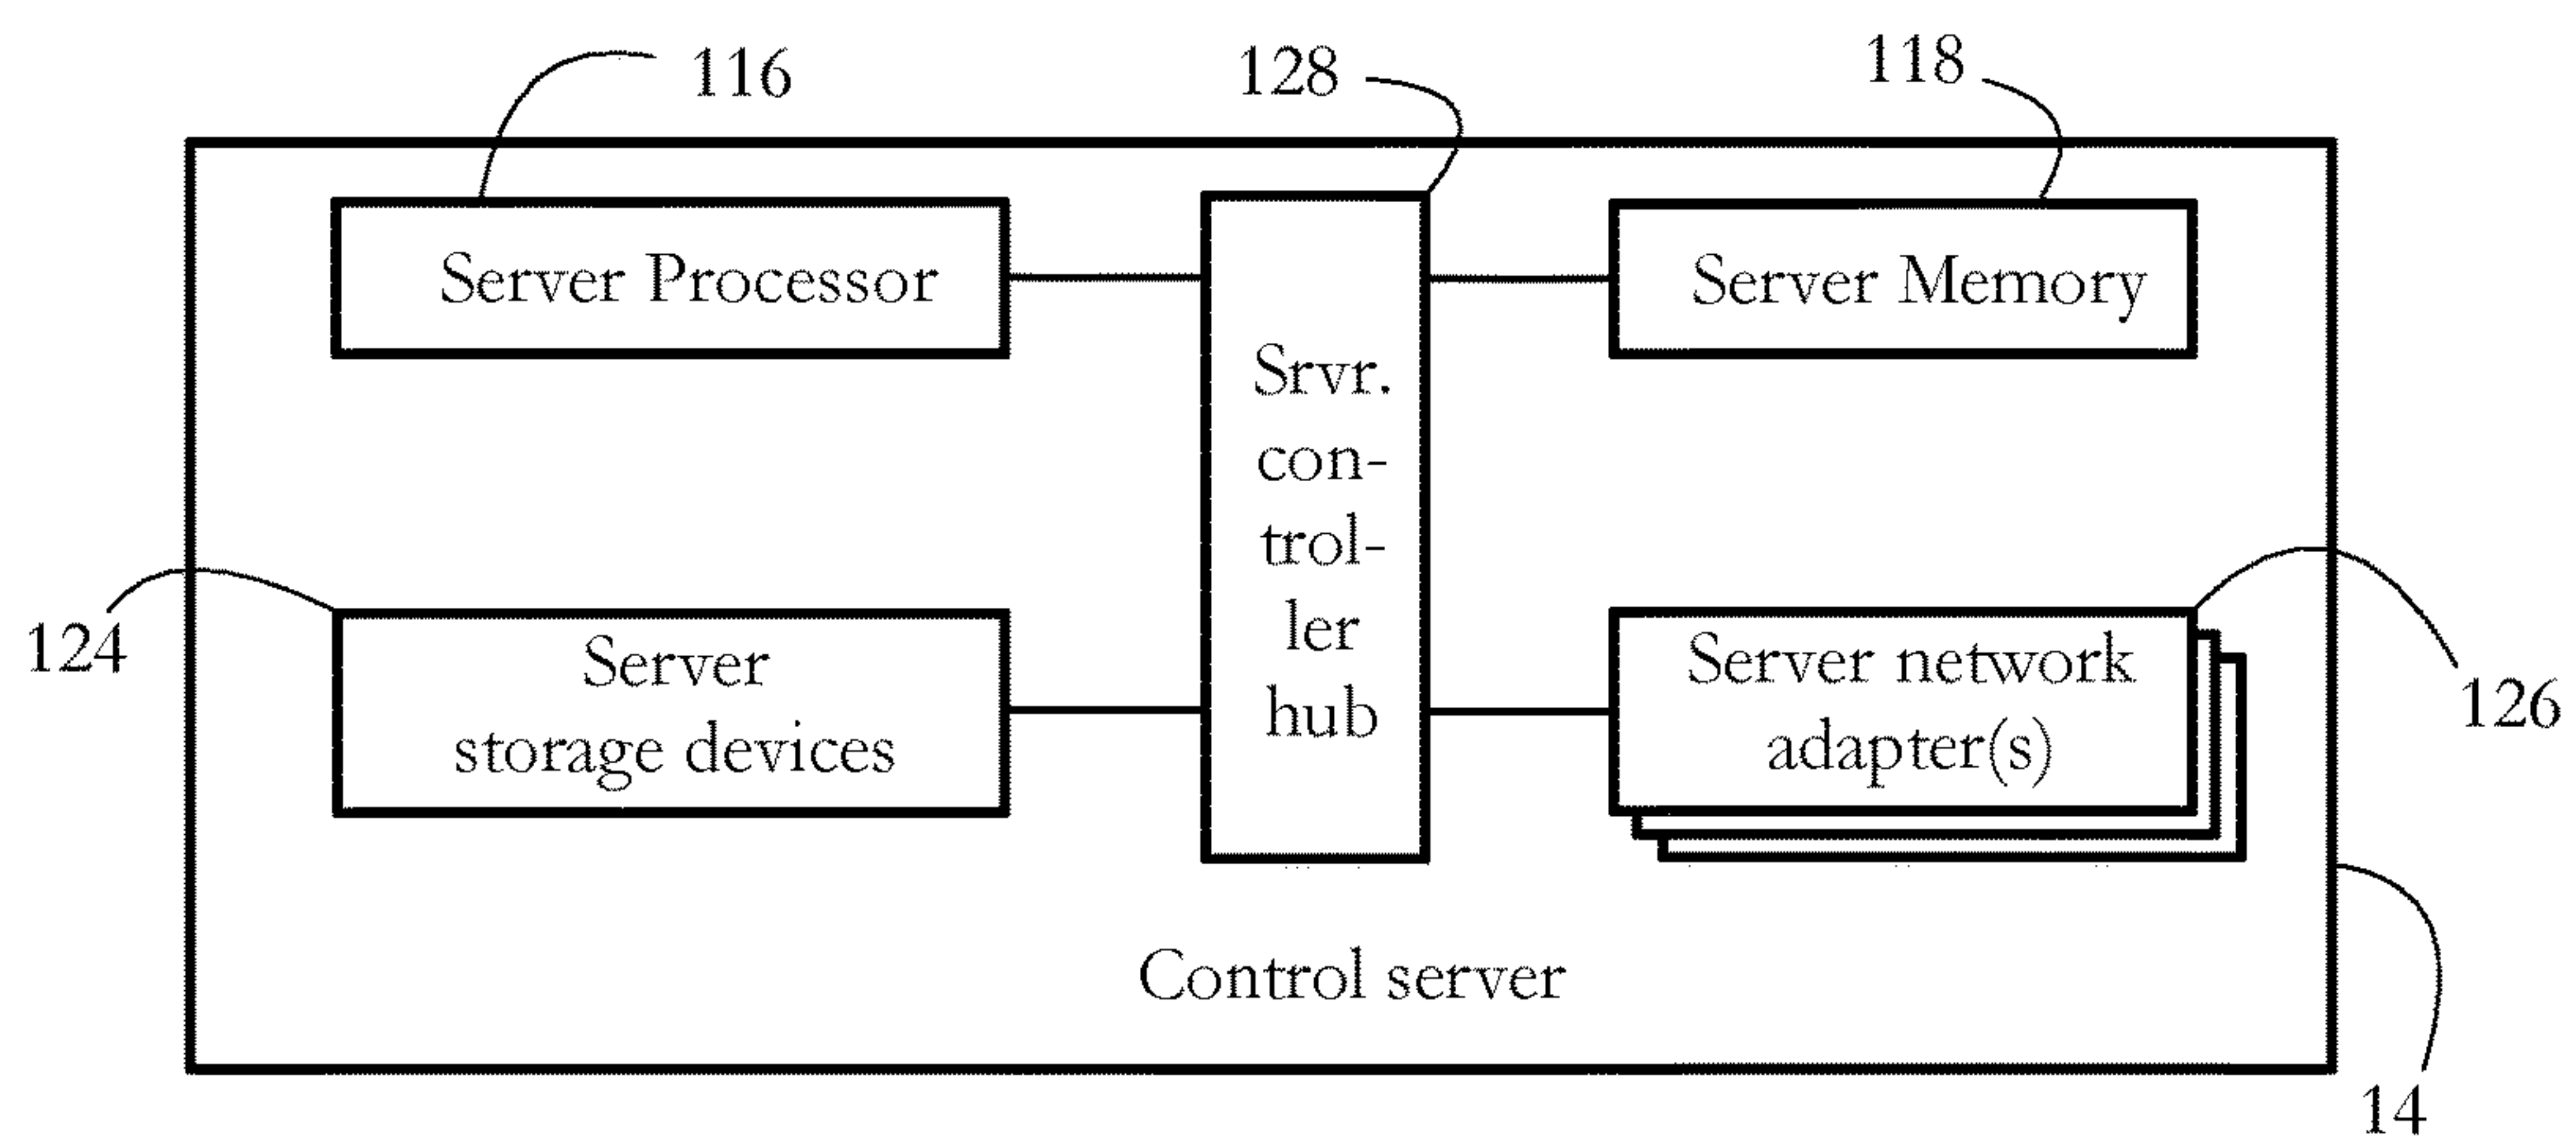 116
128
118
Server Processor
Server Memory
Srvr.
con-
trol-
ler
hub
124
Server
storage devices
Server network
adapter(s)
126
Control server
14